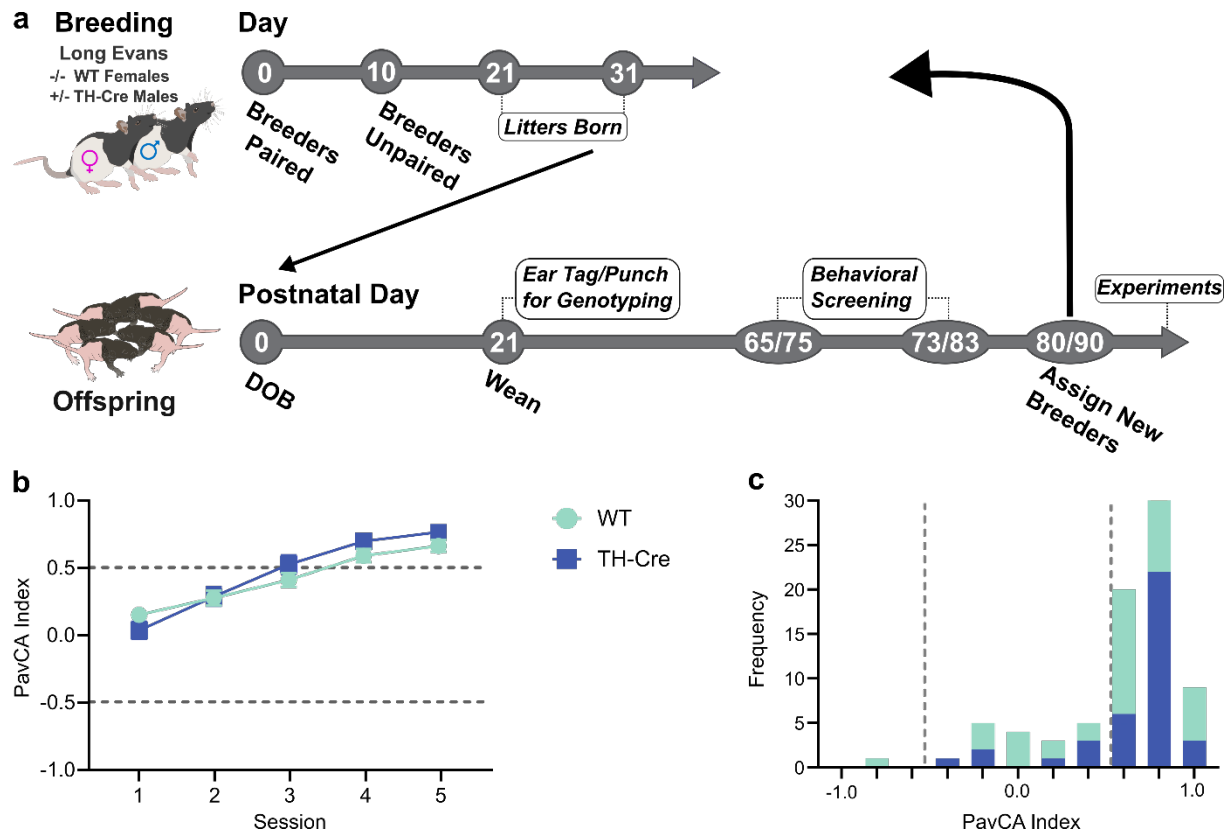 a
Breeding
Long Evans
-/- WT Females
+/- TH-Cre Males
♀
♂
Day
0
10
21
31
Breeders
Paired
Breeders
Unpaired
Litters Born
Offspring
Postnatal Day
Ear Tag/Punch
for Genotyping
Behavioral
Screening
Experiments
0
21
65/75
73/83
80/90
DOB
Wean
Assign New
Breeders
b
PavCA Index
1.0
0.5
0.0
-0.5
-1.0
1
2
3
4
5
Session
WT
TH-Cre
c
Frequency
30
25
20
15
10
5
0
-1.0
0.0
1.0
PavCA Index